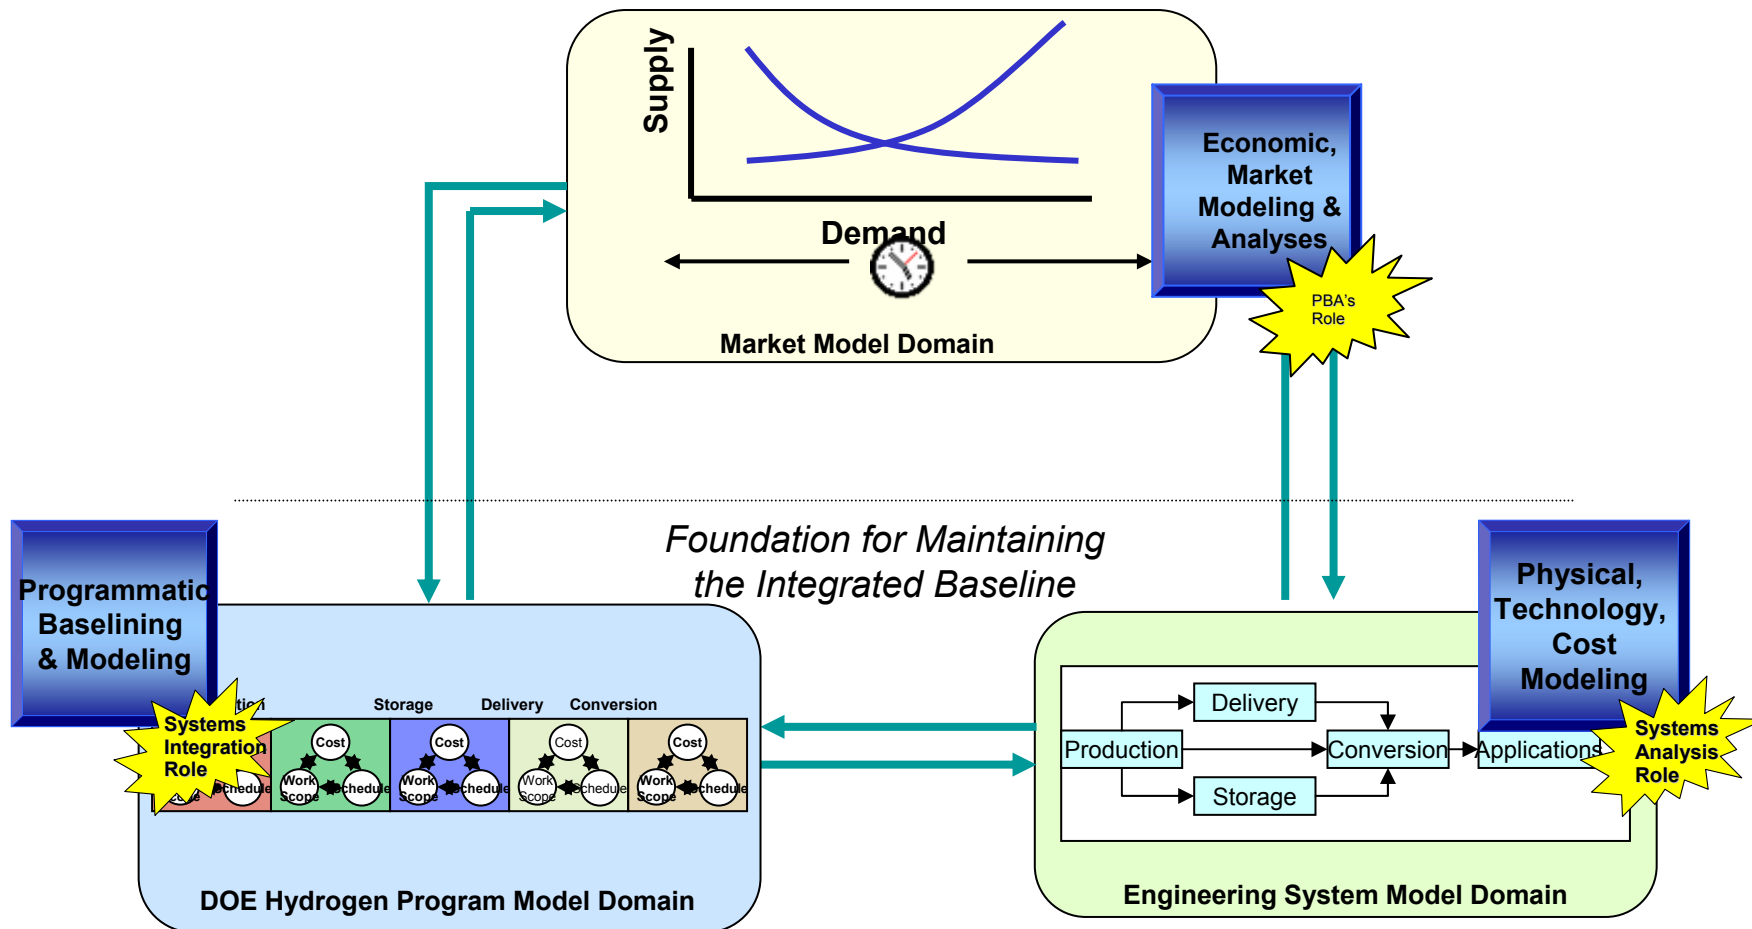 Supply
Demand
Market Model Domain
Economic,
Market
Modeling &
Analyses
PBA's
Role
Foundation for Maintaining
the Integrated Baseline
Programmatic
Baselining
& Modeling
Systems
Integration
Role
Storage
Delivery
Conversion
Schedule
Cost
Work
Scope
Schedule
Cost
Work
Scope
Schedule
Cost
Work
Scope
Schedule
Cost
Work
Scope
Schedule
DOE Hydrogen Program Model Domain
Physical,
Technology,
Cost
Modeling
Systems
Analysis
Role
Delivery
Production
Conversion
Applications
Storage
Engineering System Model Domain